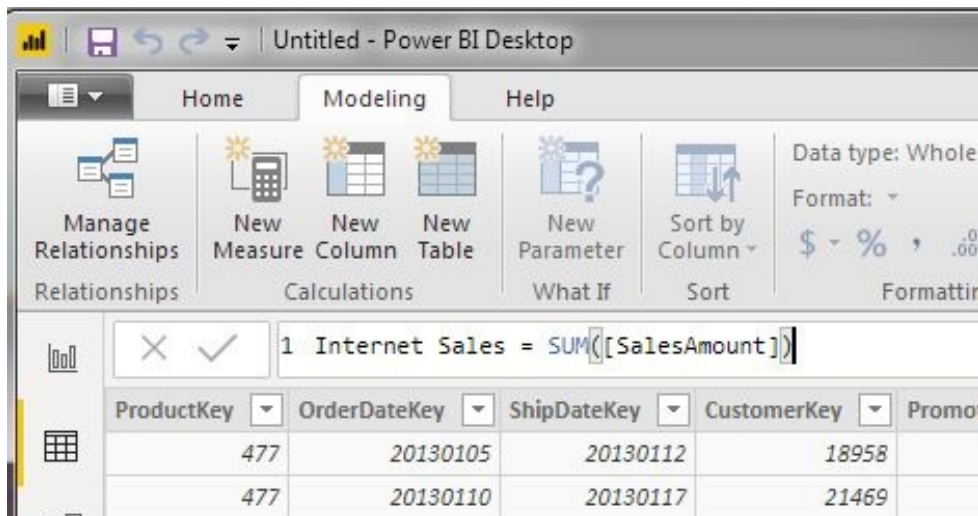 Untitled - Power BI Desktop
Home Modeling Help
Manage Relationships
New Measure
New Column
New Table
New Parameter
Sort by Column
Data type: Whole
Format:
$ % , .00
Relationships Calculations What If Sort
1 Internet Sales = SUM([SalesAmount])
ProductKey OrderDateKey ShipDateKey CustomerKey
477 20130105 20130112 18958
477 20130110 20130117 21469